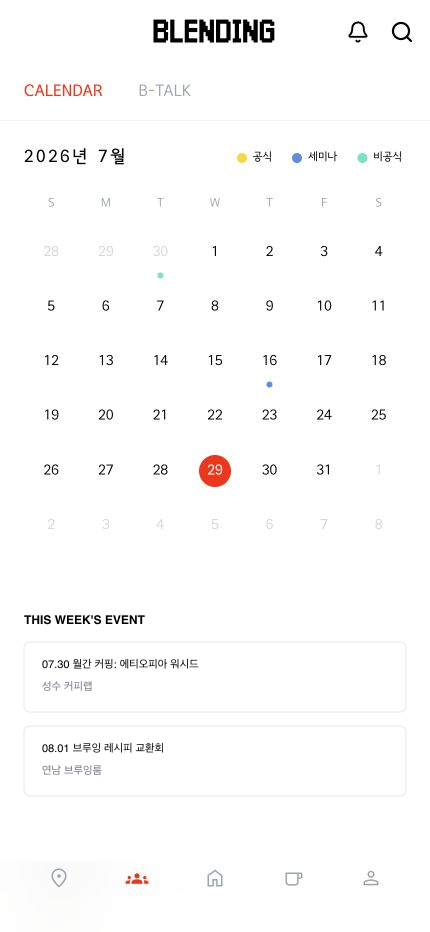 BLENDING
CALENDAR B-TALK
2026년 7월 공식 세미나 비공식
S M T W T F S
28 29 30 1 2 3 4
5 6 7 8 9 10 11
12 13 14 15 16 17 18
19 20 21 22 23 24 25
26 27 28 29 30 31 1
2 3 4 5 6 7 8
THIS WEEK'S EVENT
07.30 월간 커핑: 에티오피아 워시드
성수 커피랩
08.01 브루잉 레시피 교환회
연남 브루잉룸